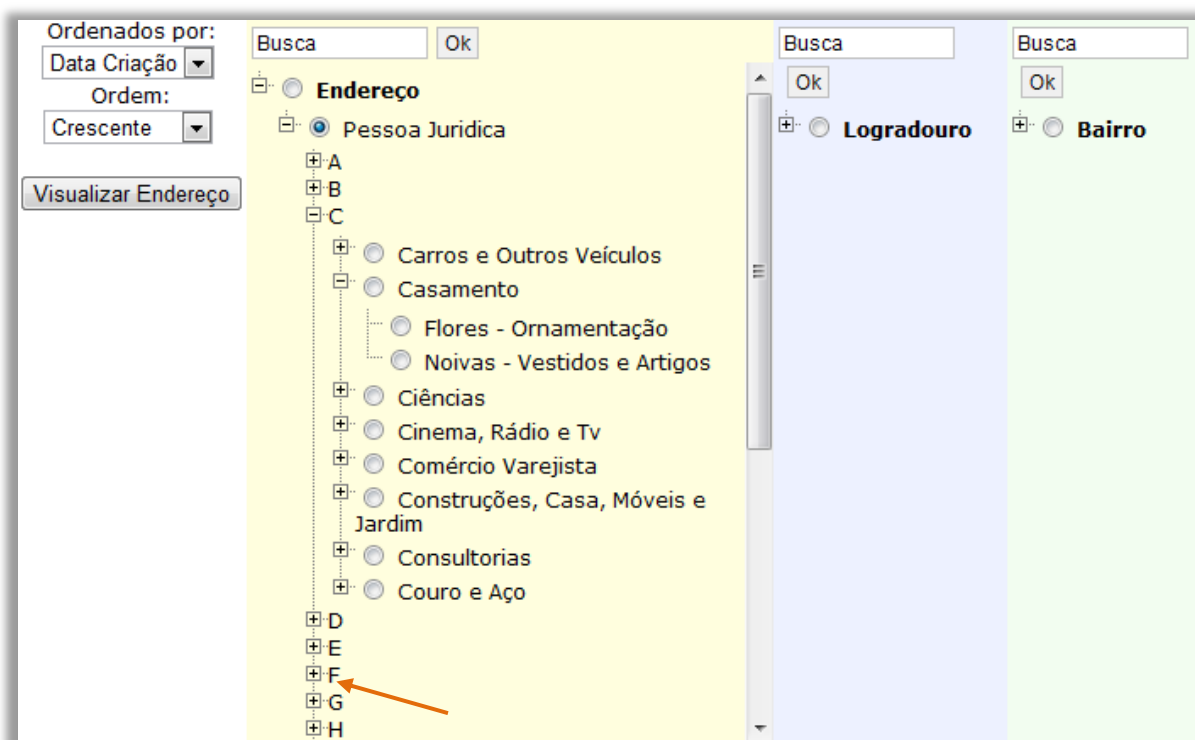 Ordenados por:
Data Criação
Ordem:
Crescente
Visualizar Endereço
Busca Ok
Endereço
Pessoa Juridica
A
B
C
Carros e Outros Veículos
Casamento
Flores - Ornamentação
Noivas - Vestidos e Artigos
Ciências
Cinema, Rádio e Tv
Comércio Varejista
Construções, Casa, Móveis e
Jardim
Consultorias
Couro e Aço
D
E
F
G
H
Busca
Ok
Logradouro
Busca
Ok
Bairro